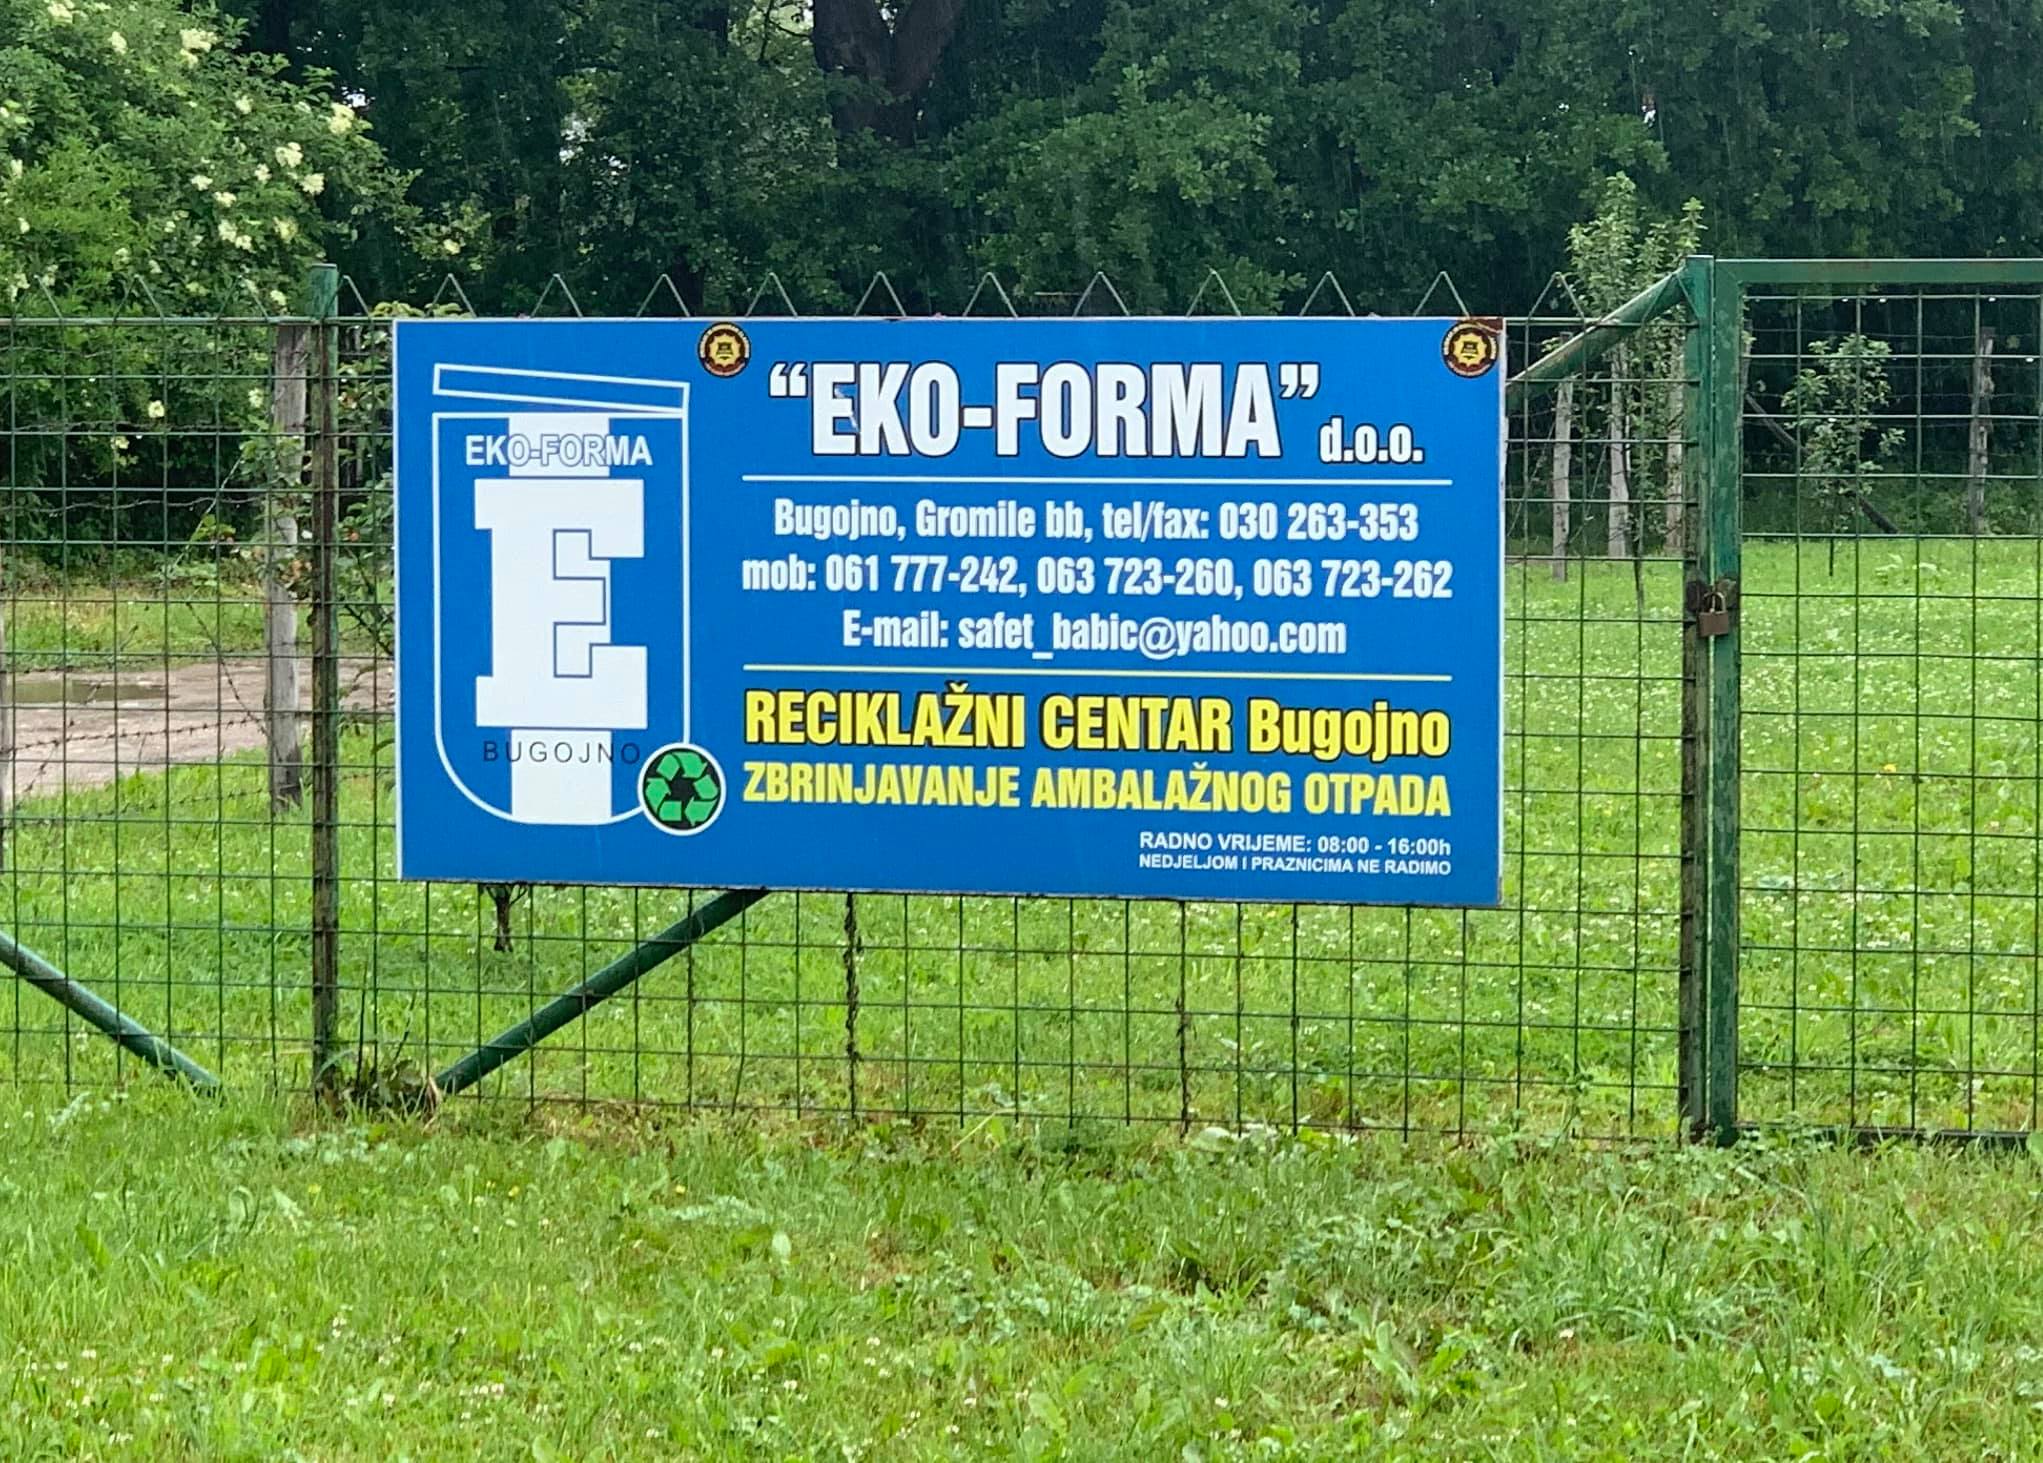 EKO-FORMA
E
BUGOJNO
“EKO-FORMA” d.o.o.
Bugojno, Gromile bb, tel/fax: 030 263-353
mob: 061 777-242, 063 723-260, 063 723-262
E-mail: safet_babic@yahoo.com
RECIKLAŽNI CENTAR Bugojno
ZBRINJAVANJE AMBALAŽNOG OTPADA
RADNO VRIJEME: 08:00 - 16:00h
NEDJELJOM I PRAZNICIMA NE RADIMO